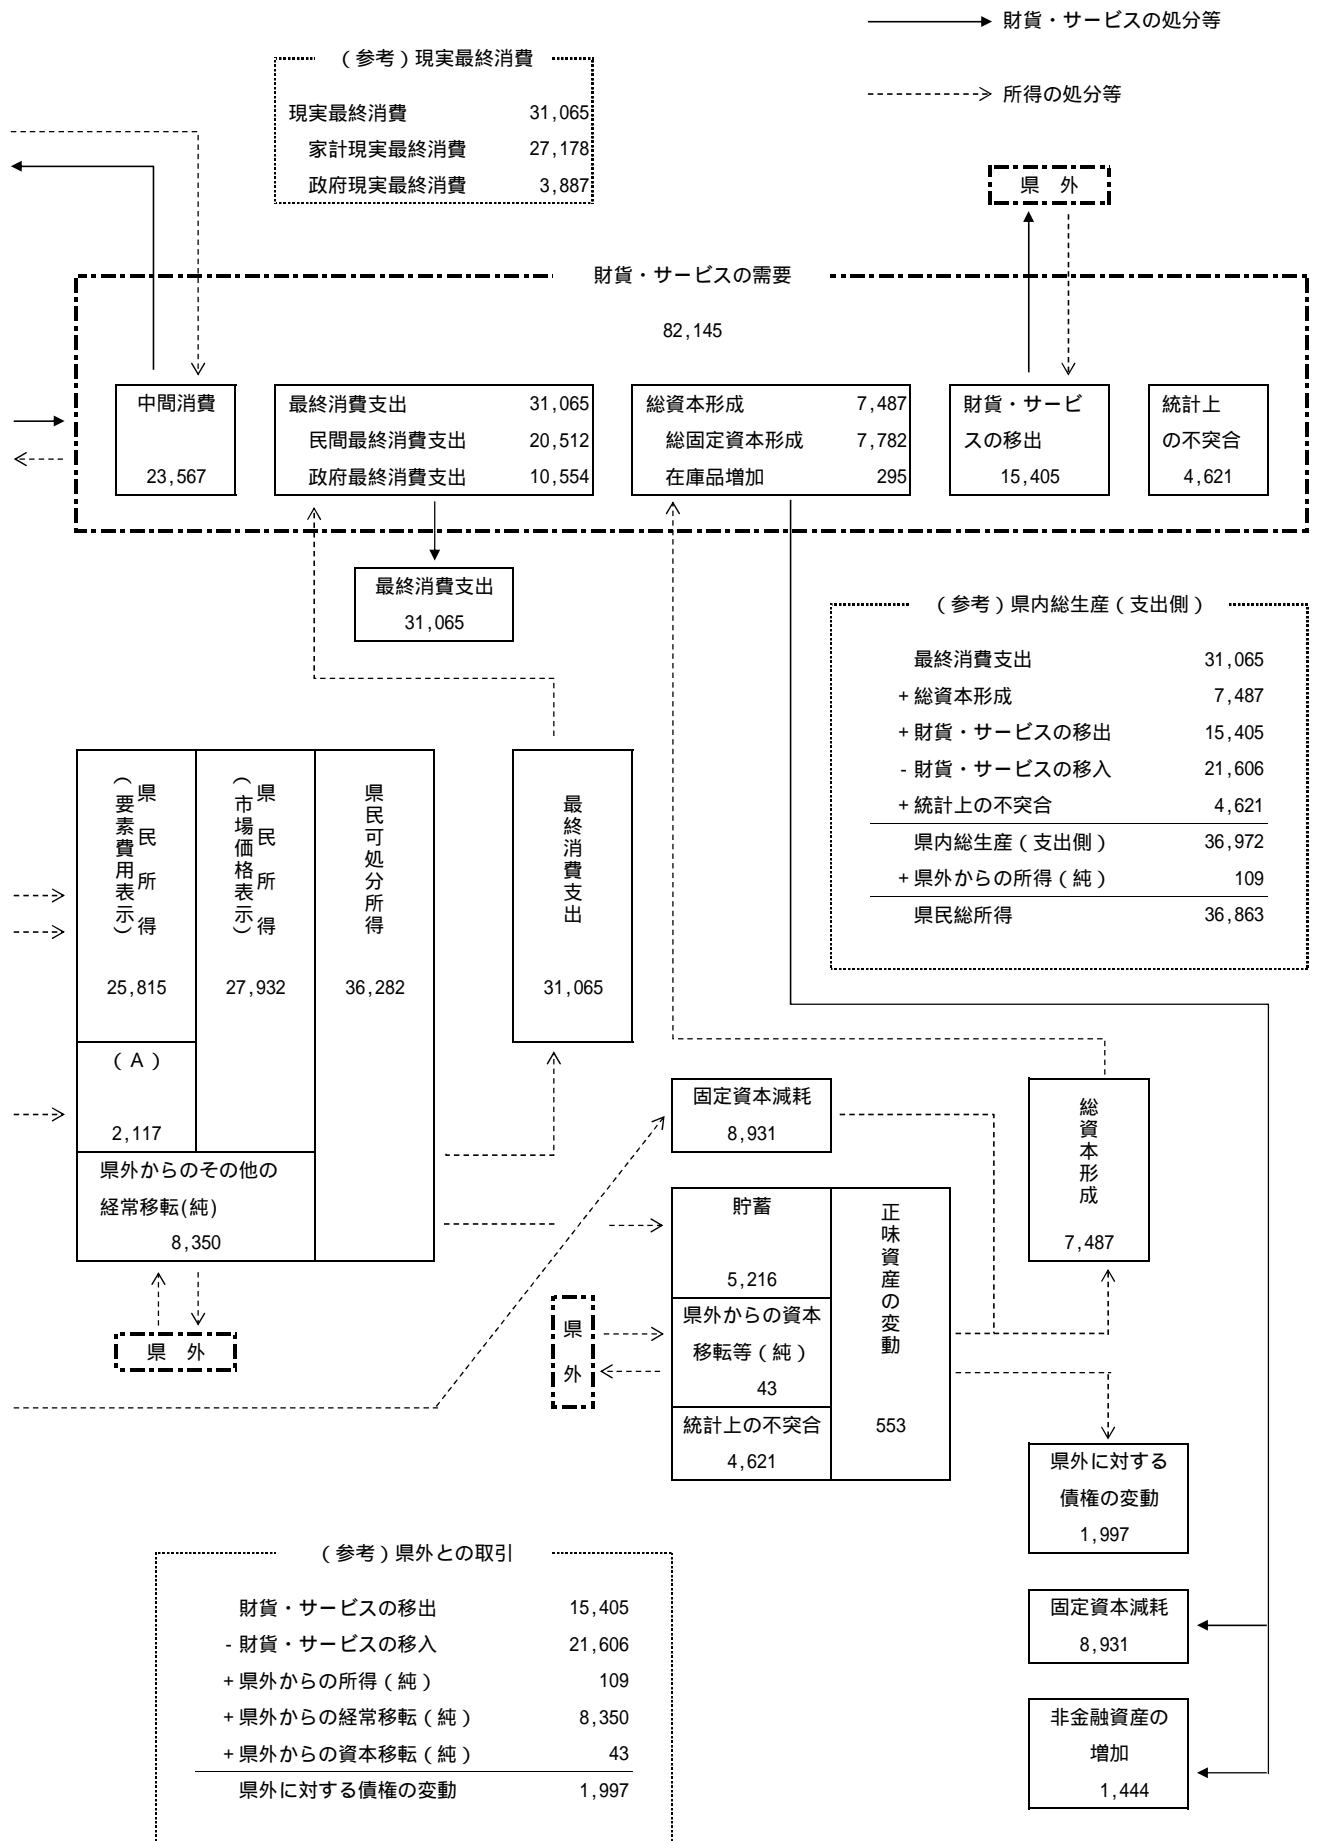 財貨・サービスの処分等
所得の処分等
(参考)現実最終消費
現実最終消費 31,065
家計現実最終消費 27,178
政府現実最終消費 3,887
県 外
財貨・サービスの需要
82,145
中間消費
23,567
最終消費支出 31,065
民間最終消費支出 20,512
政府最終消費支出 10,554
総資本形成 7,487
総固定資本形成 7,782
在庫品増加 295
財貨・サービ
スの移出
15,405
統計上
の不突合
4,621
最終消費支出
31,065
(参考)県内総生産(支出側)
最終消費支出 31,065
+総資本形成 7,487
+財貨・サービスの移出 15,405
-財貨・サービスの移入 21,606
+統計上の不突合 4,621
県内総生産(支出側) 36,972
+県外からの所得(純) 109
県民総所得 36,863
県民所得
(要素費用表示)
25,815
県民所得
(市場価格表示)
27,932
県民可処分所得
36,282
最終消費支出
31,065
(A)
2,117
県外からのその他の
経常移転(純)
8,350
県 外
固定資本減耗
8,931
総資本形成
7,487
貯蓄
5,216
県外からの資本
移転等(純)
43
統計上の不突合
4,621
正味資産の変動
553
県外
県外に対する
債権の変動
1,997
固定資本減耗
8,931
非金融資産の
増加
1,444
(参考)県外との取引
財貨・サービスの移出 15,405
-財貨・サービスの移入 21,606
+県外からの所得(純) 109
+県外からの経常移転(純) 8,350
+県外からの資本移転(純) 43
県外に対する債権の変動 1,997